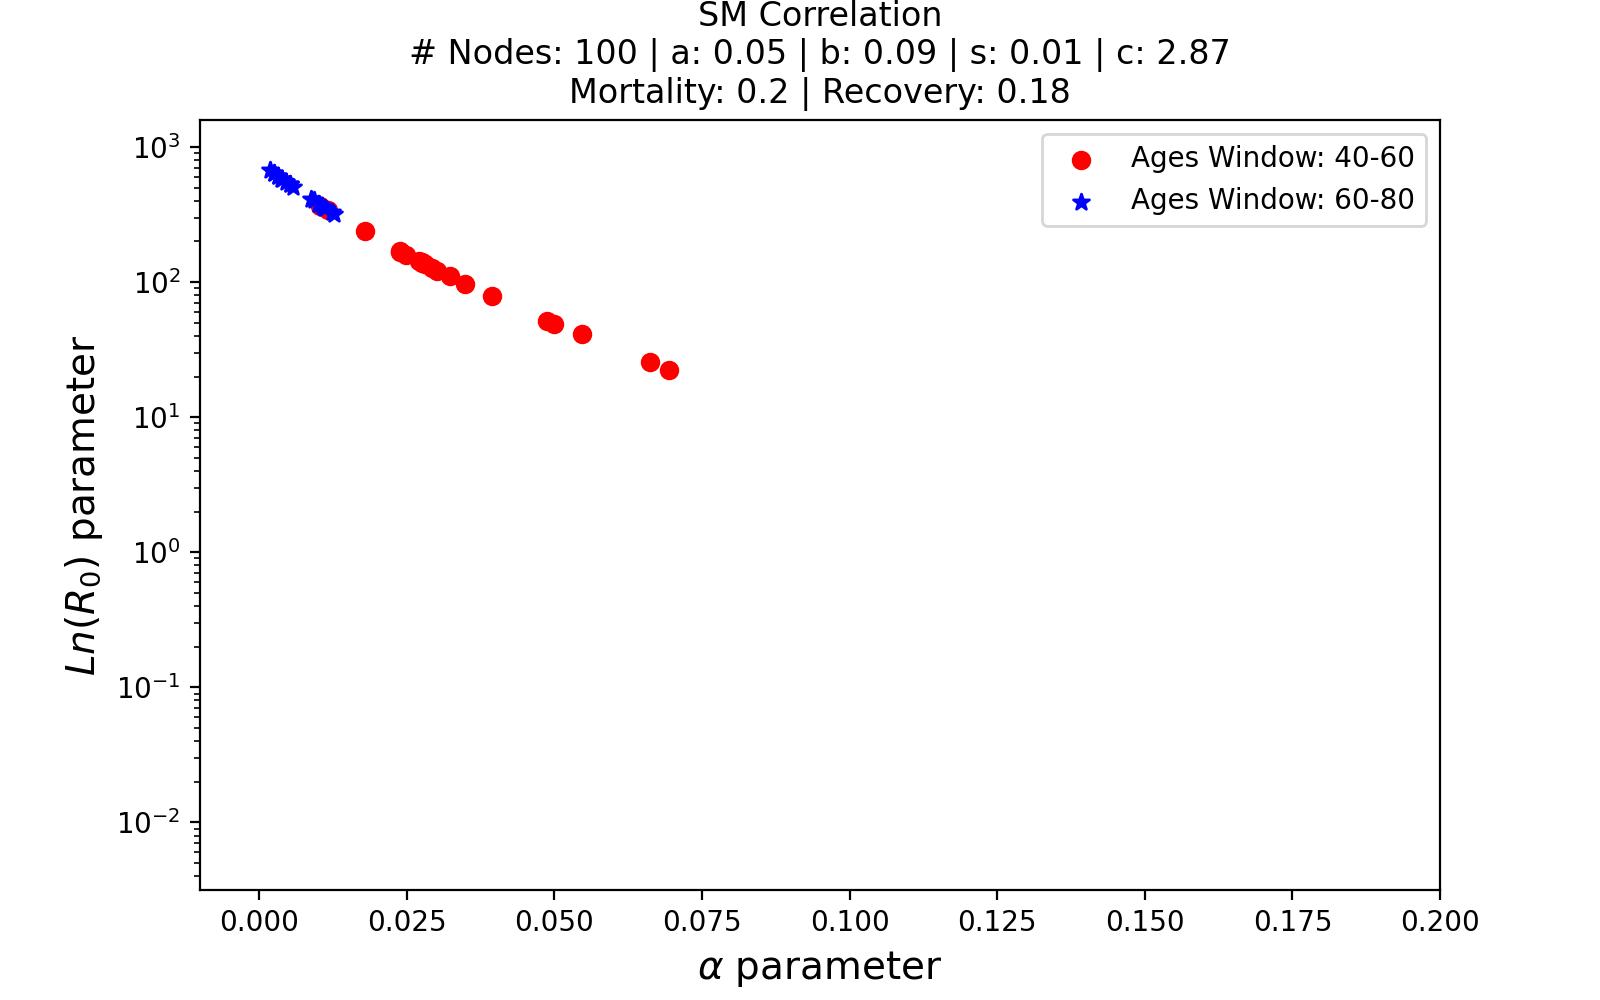 SM Correlation
# Nodes: 100 | a: 0.05 | b: 0.09 | s: 0.01 | c: 2.87
Mortality: 0.2 | Recovery: 0.18
Ages Window: 40-60
Ages Window: 60-80
10³
10²
10¹
10⁰
10⁻¹
10⁻²
Ln(R₀) parameter
0.000 0.025 0.050 0.075 0.100 0.125 0.150 0.175 0.200
α parameter